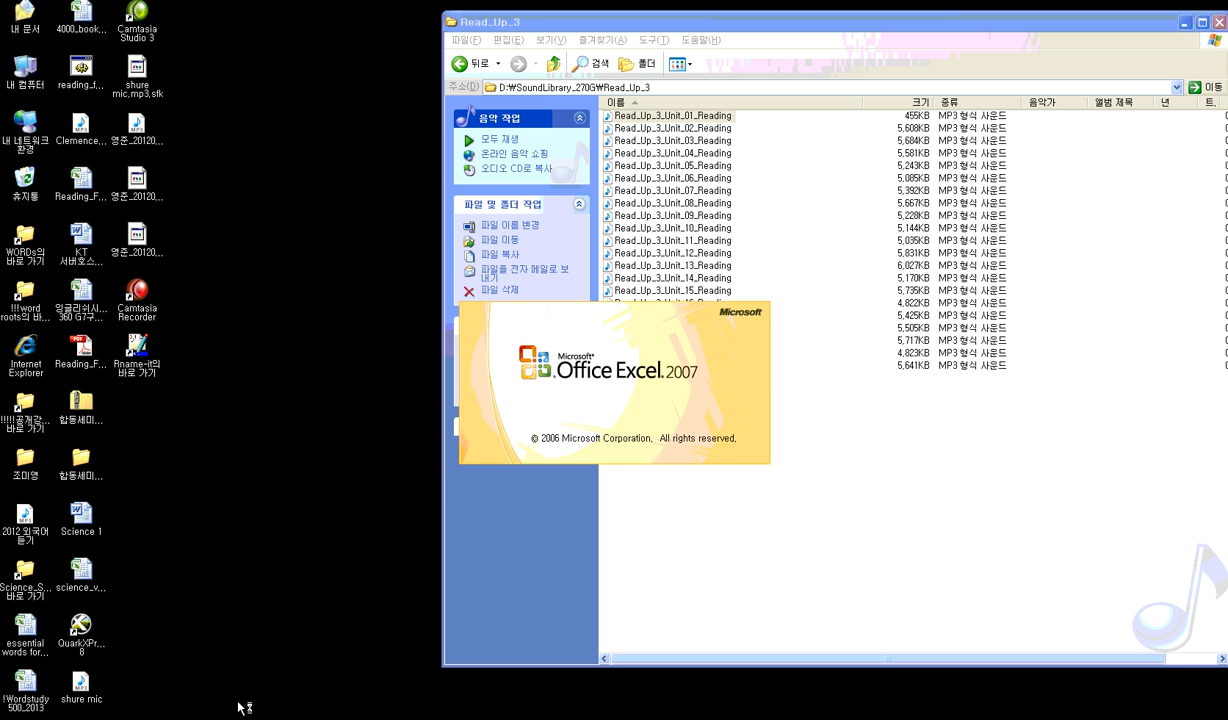 내 문서
4000_book...
Camtasia
Studio 3
내 컴퓨터
reading_f...
shure
mic,mp3,sfk
내 네트워크
환경
Clemence...
영준_20120...
휴지통
Reading_F...
영준_20120...
WORDs의
바로 가기
KT
서버호스...
영준_20120...
!!!word
roots의 바...
잉글리쉬시...
360 G7구...
Camtasia
Recorder
Internet
Explorer
Reading_F...
Rname-it의
바로 가기
!!!!!공개강...
바로 가기
합동세미...
조미영
합동세미...
2012 외국어
듣기
Science 1
Science_S...
바로 가기
science_v...
essential
words for...
QuarkXPr...
8
!Wordstudy
500_2013
shure mic
Read_Up_3
파일(F) 편집(E) 보기(V) 즐겨찾기(A) 도구(T) 도움말(H)
뒤로 검색 폴더
주소(D) D:₩SoundLibrary_270G₩Read_Up_3 이동
음악 작업
모두 재생
온라인 음악 쇼핑
오디오 CD로 복사
파일 및 폴더 작업
파일 이름 변경
파일 이동
파일 복사
파일을 전자 메일로 보
내기
파일 삭제
이름 크기 종류 음악가 앨범 제목 년 트.
Read_Up_3_Unit_01_Reading 455KB MP3 형식 사운드
Read_Up_3_Unit_02_Reading 5,608KB MP3 형식 사운드
Read_Up_3_Unit_03_Reading 5,684KB MP3 형식 사운드
Read_Up_3_Unit_04_Reading 5,581KB MP3 형식 사운드
Read_Up_3_Unit_05_Reading 5,243KB MP3 형식 사운드
Read_Up_3_Unit_06_Reading 5,085KB MP3 형식 사운드
Read_Up_3_Unit_07_Reading 5,392KB MP3 형식 사운드
Read_Up_3_Unit_08_Reading 5,667KB MP3 형식 사운드
Read_Up_3_Unit_09_Reading 5,228KB MP3 형식 사운드
Read_Up_3_Unit_10_Reading 5,144KB MP3 형식 사운드
Read_Up_3_Unit_11_Reading 5,035KB MP3 형식 사운드
Read_Up_3_Unit_12_Reading 5,831KB MP3 형식 사운드
Read_Up_3_Unit_13_Reading 6,027KB MP3 형식 사운드
Read_Up_3_Unit_14_Reading 5,170KB MP3 형식 사운드
Read_Up_3_Unit_15_Reading 5,735KB MP3 형식 사운드
4,822KB MP3 형식 사운드
5,425KB MP3 형식 사운드
5,505KB MP3 형식 사운드
5,717KB MP3 형식 사운드
4,823KB MP3 형식 사운드
5,641KB MP3 형식 사운드
Microsoft
Microsoft®
Office Excel 2007
© 2006 Microsoft Corporation. All rights reserved.